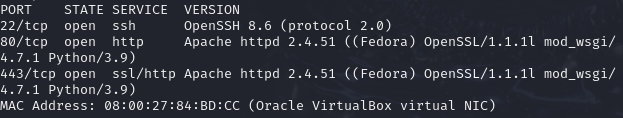 PORT    STATE SERVICE  VERSION
22/tcp  open  ssh      OpenSSH 8.6 (protocol 2.0)
80/tcp  open  http     Apache httpd 2.4.51 ((Fedora) OpenSSL/1.1.1l mod_wsgi/
4.7.1 Python/3.9)
443/tcp open  ssl/http Apache httpd 2.4.51 ((Fedora) OpenSSL/1.1.1l mod_wsgi/
4.7.1 Python/3.9)
MAC Address: 08:00:27:84:BD:CC (Oracle VirtualBox virtual NIC)